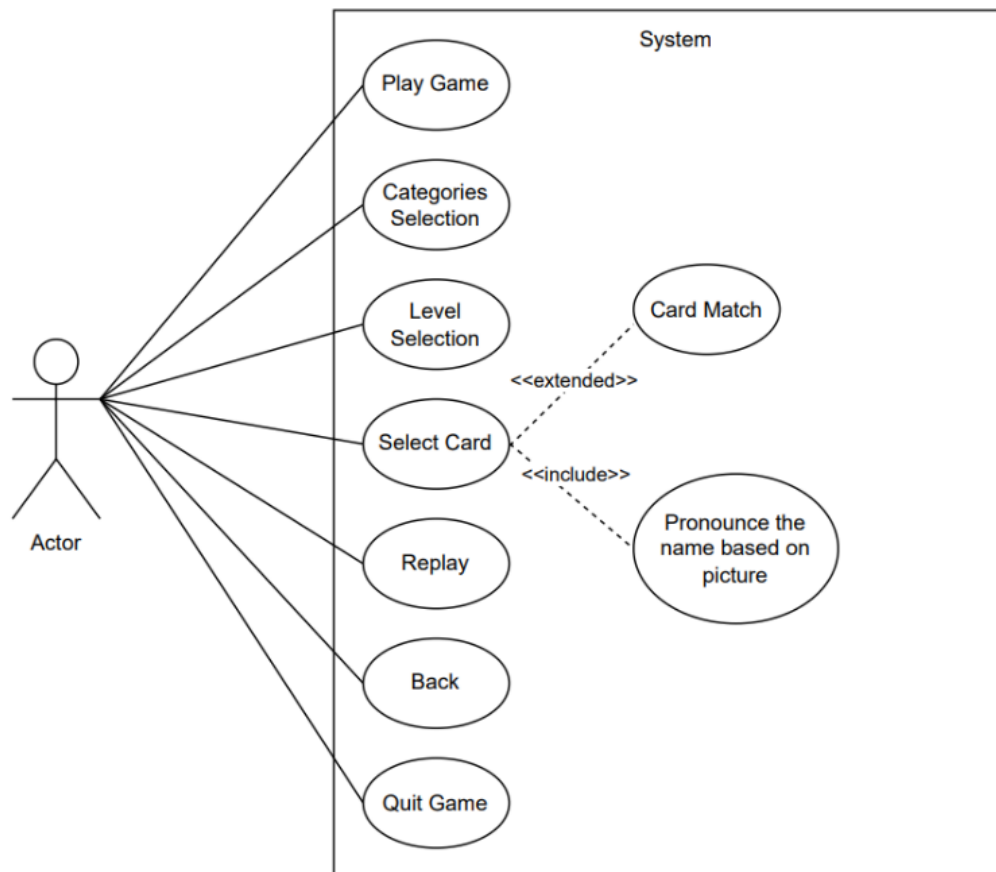 System
Play Game
Categories
Selection
Level
Selection
Card Match
<<extended>>
Select Card
<<include>>
Pronounce the
name based on
picture
Actor
Replay
Back
Quit Game